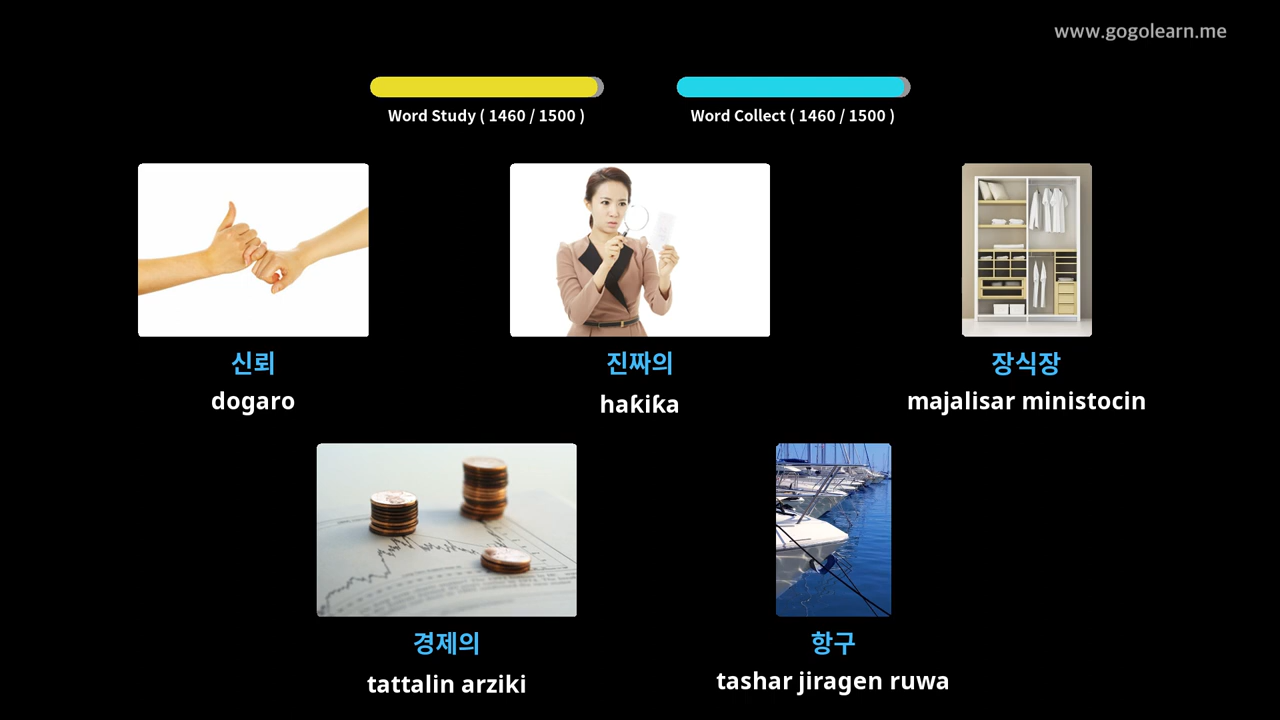 www.gogolearn.me
Word Study ( 1460 / 1500 )
Word Collect ( 1460 / 1500 )
신뢰
dogaro
진짜의
haƙiƙa
장식장
majalisar ministocin
경제의
tattalin arziki
항구
tashar jiragen ruwa